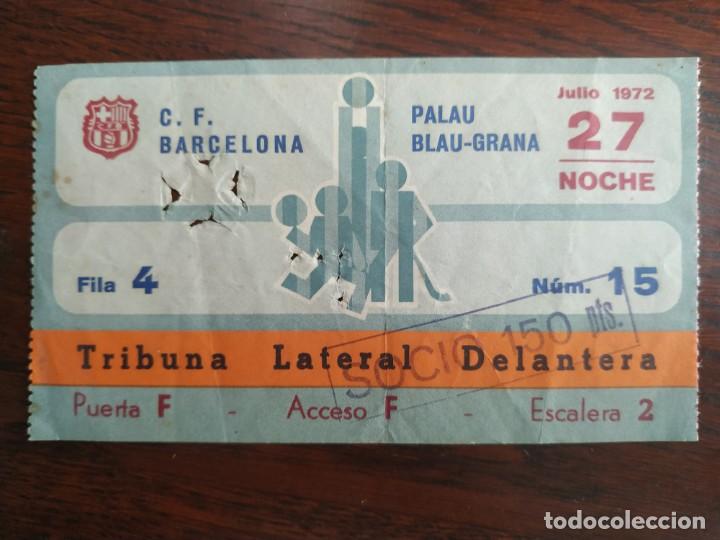 C. F.
BARCELONA
PALAU
BLAU-GRANA
Julio 1972
27
NOCHE
Fila 4
Núm. 15
SOCIO 150 pts.
Tribuna Lateral Delantera
Puerta F - Acceso F - Escalera 2
todocoleccion.net